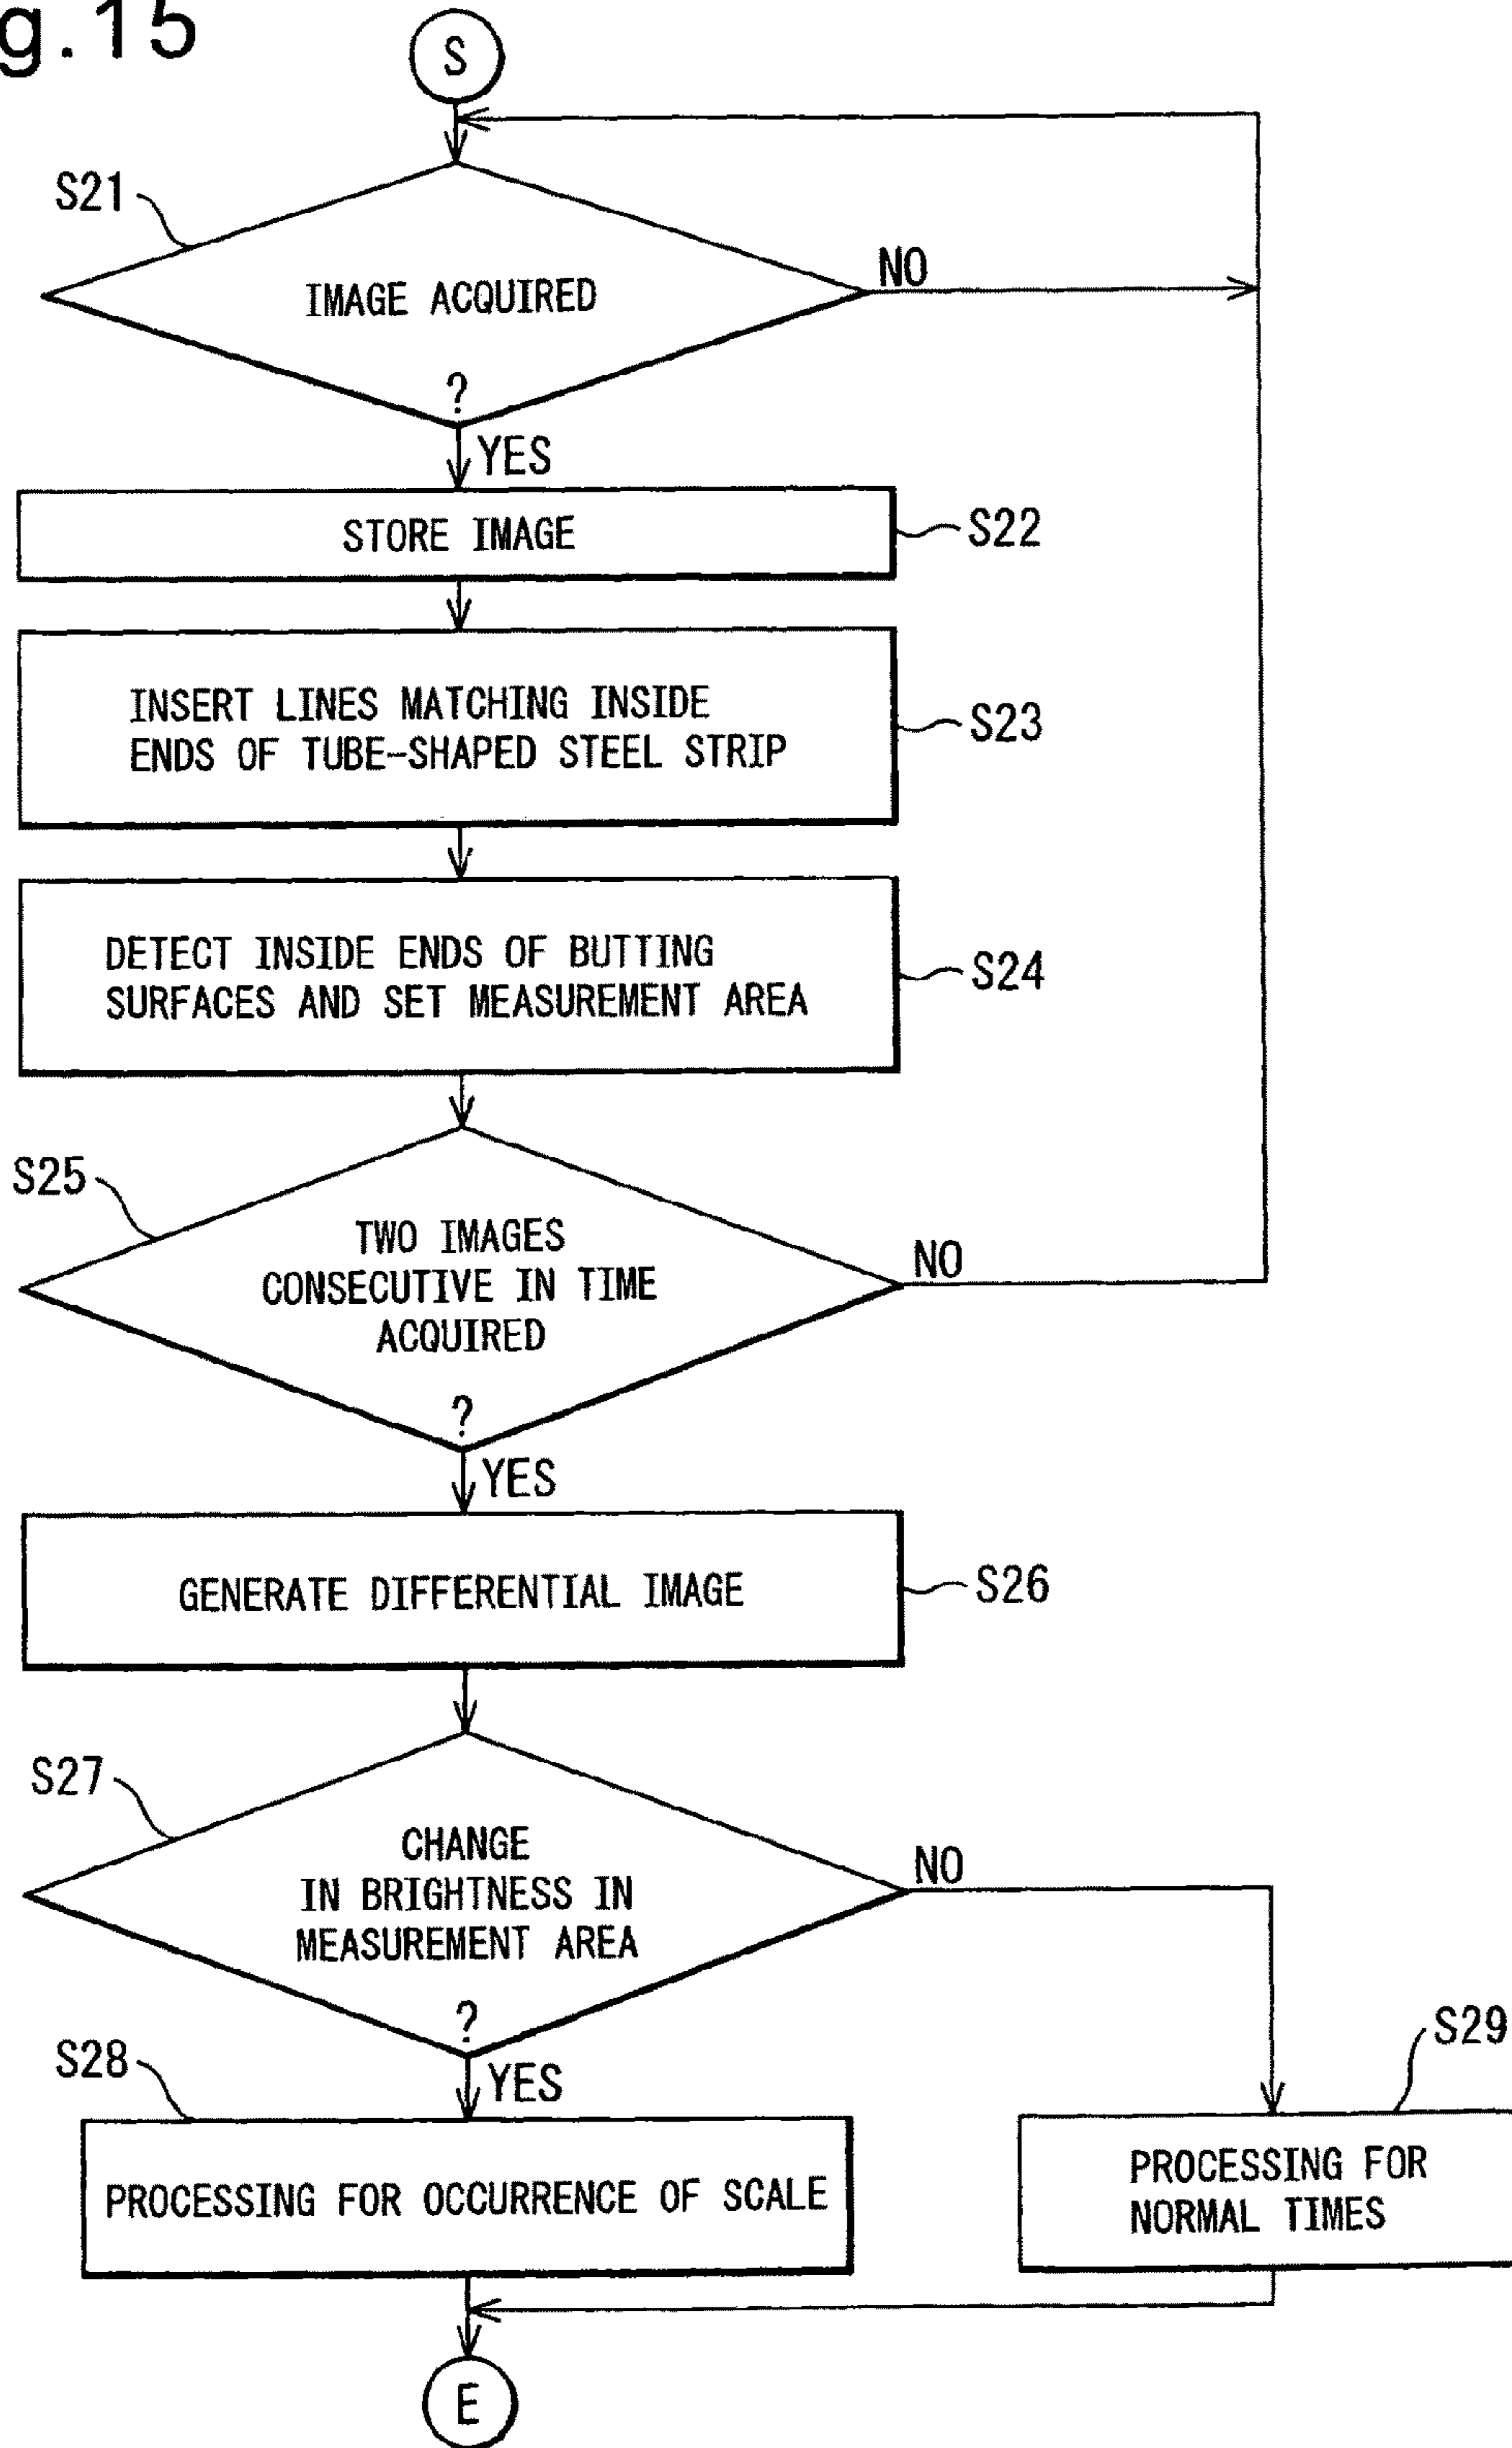 g.15
S
S21
IMAGE ACQUIRED
?
NO
YES
STORE IMAGE
S22
INSERT LINES MATCHING INSIDE
ENDS OF TUBE-SHAPED STEEL STRIP
S23
DETECT INSIDE ENDS OF BUTTING
SURFACES AND SET MEASUREMENT AREA
S24
S25
TWO IMAGES
CONSECUTIVE IN TIME
ACQUIRED
?
NO
YES
GENERATE DIFFERENTIAL IMAGE
S26
S27
CHANGE
IN BRIGHTNESS IN
MEASUREMENT AREA
?
NO
YES
S28
PROCESSING FOR OCCURRENCE OF SCALE
S29
PROCESSING FOR
NORMAL TIMES
E